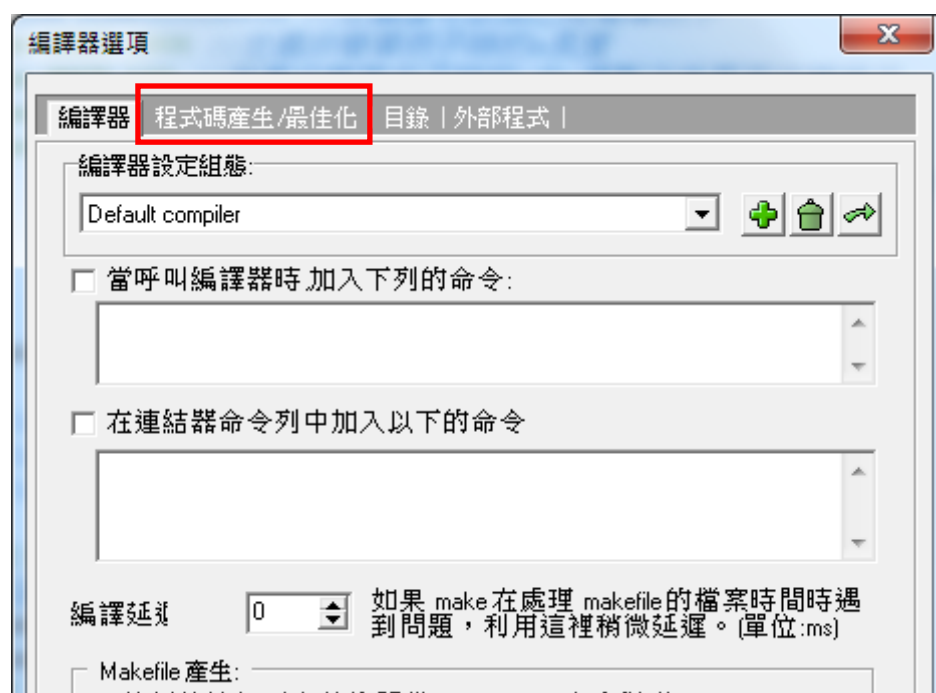 編譯器選項
編譯器 程式碼產生/最佳化 目錄 外部程式
編譯器設定組態:
Default compiler
當呼叫編譯器時,加入下列的命令:
在連結器命令列中加入以下的命令
編譯延遲 0 如果 make 在處理 makefile 的檔案時間時遇
到問題,利用這裡稍微延遲。(單位:ms)
Makefile 產生: